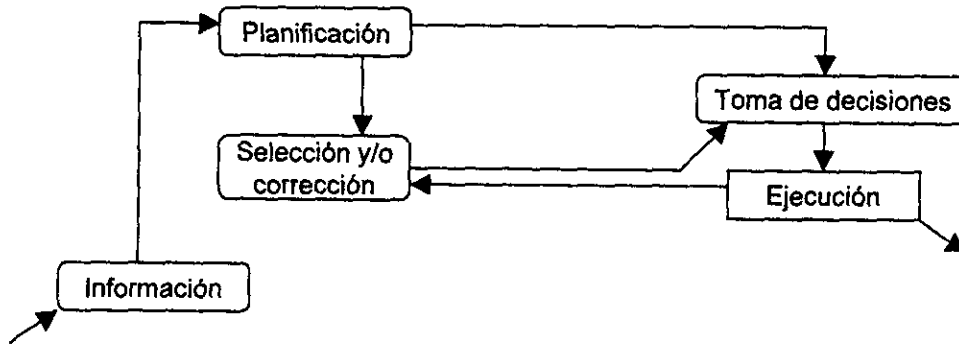 Planificación
Toma de decisiones
Selección y/o
corrección
Ejecución
Información